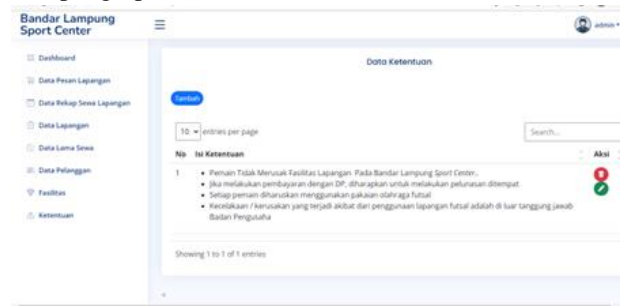 Bandar Lampung
Sport Center
admin
Dashboard
Data Pesan Lapangan
Data Rekap Sewa Lapangan
Data Lapangan
Data Lama Sewa
Data Pelanggan
Fasilitas
Ketentuan
Data Ketentuan
Tambah
10 entries per page
Search...
No Isi Ketentuan Aksi
1 • Pemain Tidak Merusak Fasilitas Lapangan Pada Bandar Lampung Sport Center.
• Jika melakukan pembayaran dengan DP, diharapkan untuk melakukan pelunasan ditempat
• Setiap pemain diharuskan menggunakan pakaian olahraga futsal
• Kecelakaan / kerusakan yang terjadi akibat dari penggunaan lapangan futsal adalah di luar tanggung jawab
Badan Pengusaha
Showing 1 to 1 of 1 entries